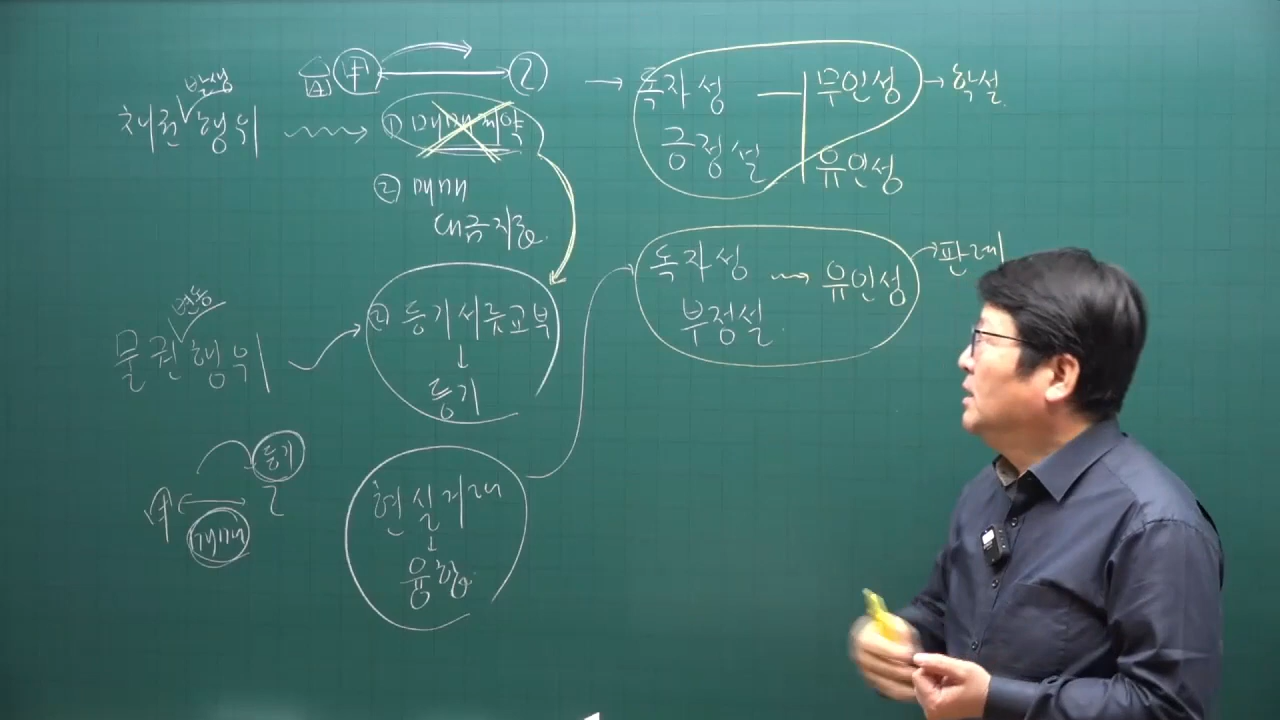 발생
채권행위
甲 乙
① 매매계약
② 매매
대금지급
변동
물권행위
② 등기서류교부
↓
등기
등기
甲 乙
매매
현실거래
↓
유형
→ 독자성 — 무인성 → 학설
긍정설 유인성
독자성 유인성 → 판례
부정설